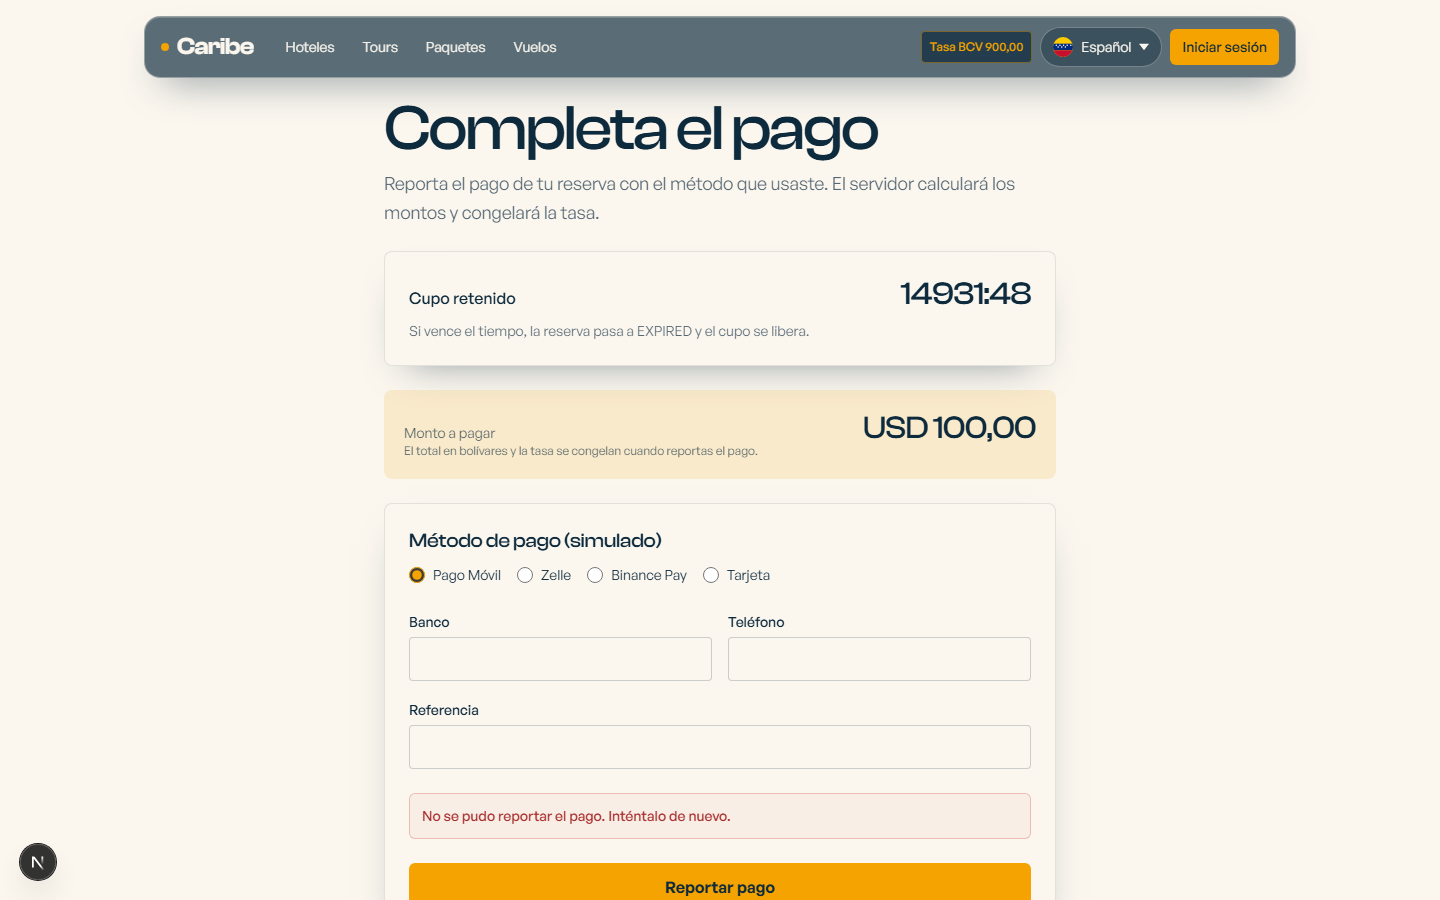 Caribe
Hoteles
Tours
Paquetes
Vuelos
Tasa BCV 900,00
Español
Iniciar sesión
Completa el pago
Reporta el pago de tu reserva con el método que usaste. El servidor calculará los
montos y congelará la tasa.
Cupo retenido
14931:48
Si vence el tiempo, la reserva pasa a EXPIRED y el cupo se libera.
Monto a pagar
USD 100,00
El total en bolívares y la tasa se congelan cuando reportas el pago.
Método de pago (simulado)
Pago Móvil
Zelle
Binance Pay
Tarjeta
Banco
Teléfono
Referencia
No se pudo reportar el pago. Inténtalo de nuevo.
N
Reportar pago